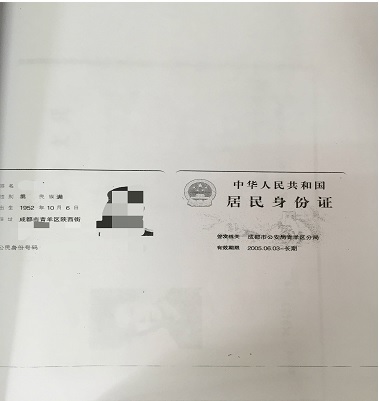 姓名
性别 男 民族 满
出生 1952 年 10 月 6 日
住址 成都市青羊区陕西街
公民身份号码
中华人民共和国
居民身份证
签发机关 成都市公安局青羊区分局
有效期限 2005.06.03-长期